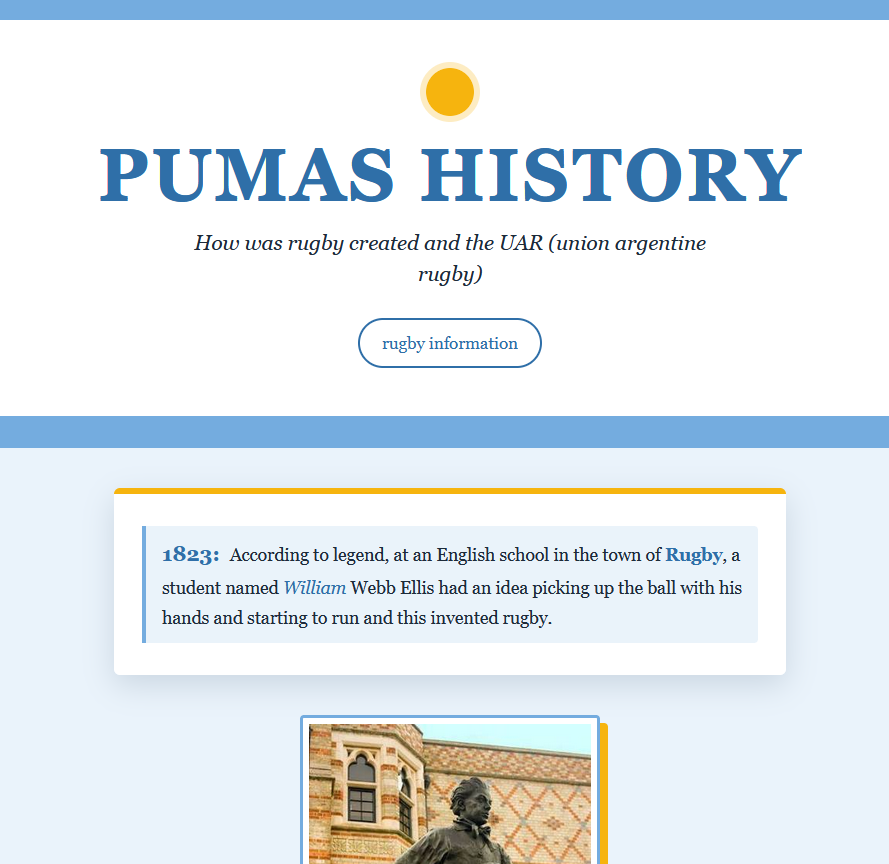 PUMAS HISTORY
How was rugby created and the UAR (union argentine
rugby)
rugby information
1823: According to legend, at an English school in the town of Rugby, a
student named William Webb Ellis had an idea picking up the ball with his
hands and starting to run and this invented rugby.